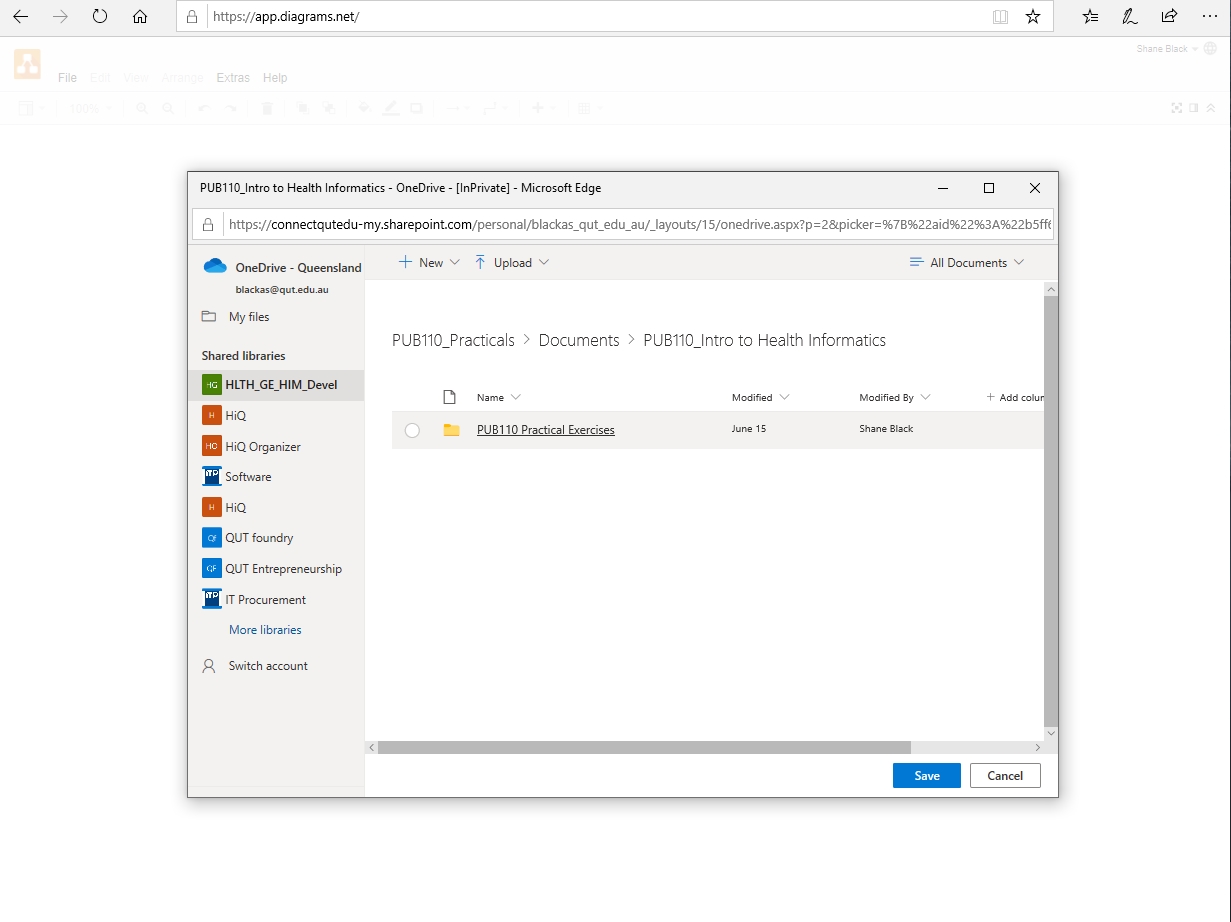 https://app.diagrams.net/
Shane Black
File Edit View Arrange Extras Help
100%
PUB110_Intro to Health Informatics - OneDrive - [InPrivate] - Microsoft Edge
https://connectqutedu-my.sharepoint.com/personal/blackas_qut_edu_au/_layouts/15/onedrive.aspx?p=2&picker=%7B%22aid%22%3A%22b5ff6
OneDrive - Queensland
blackas@qut.edu.au
My files
Shared libraries
HG HLTH_GE_HIM_Devel
H HiQ
HO HiQ Organizer
ITP Software
H HiQ
Qf QUT foundry
QE QUT Entrepreneurship
ITP IT Procurement
More libraries
Switch account
New Upload All Documents
PUB110_Practicals > Documents > PUB110_Intro to Health Informatics
Name Modified Modified By + Add colum
PUB110 Practical Exercises June 15 Shane Black
Save Cancel